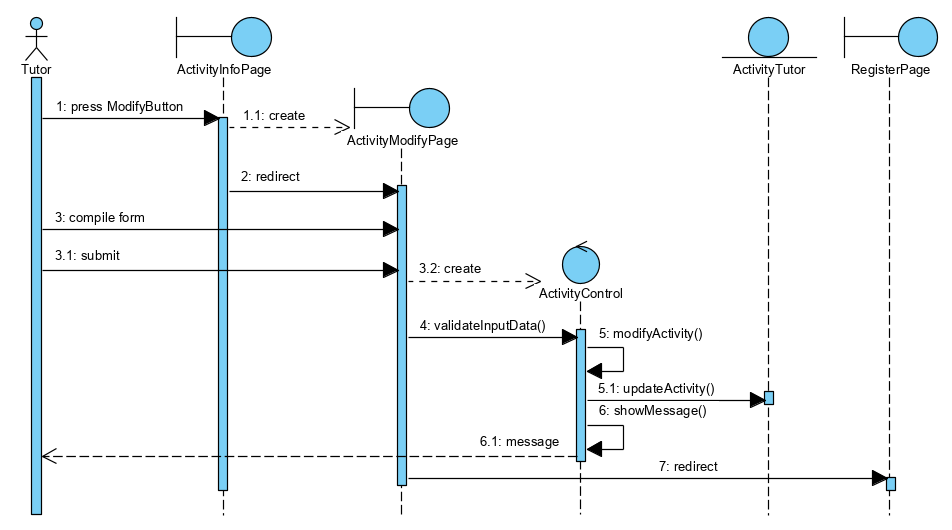 Tutor
ActivityInfoPage
ActivityTutor
RegisterPage
1: press ModifyButton
1.1: create
ActivityModifyPage
2: redirect
3: compile form
3.1: submit
3.2: create
ActivityControl
4: validateInputData()
5: modifyActivity()
5.1: updateActivity()
6: showMessage()
6.1: message
7: redirect